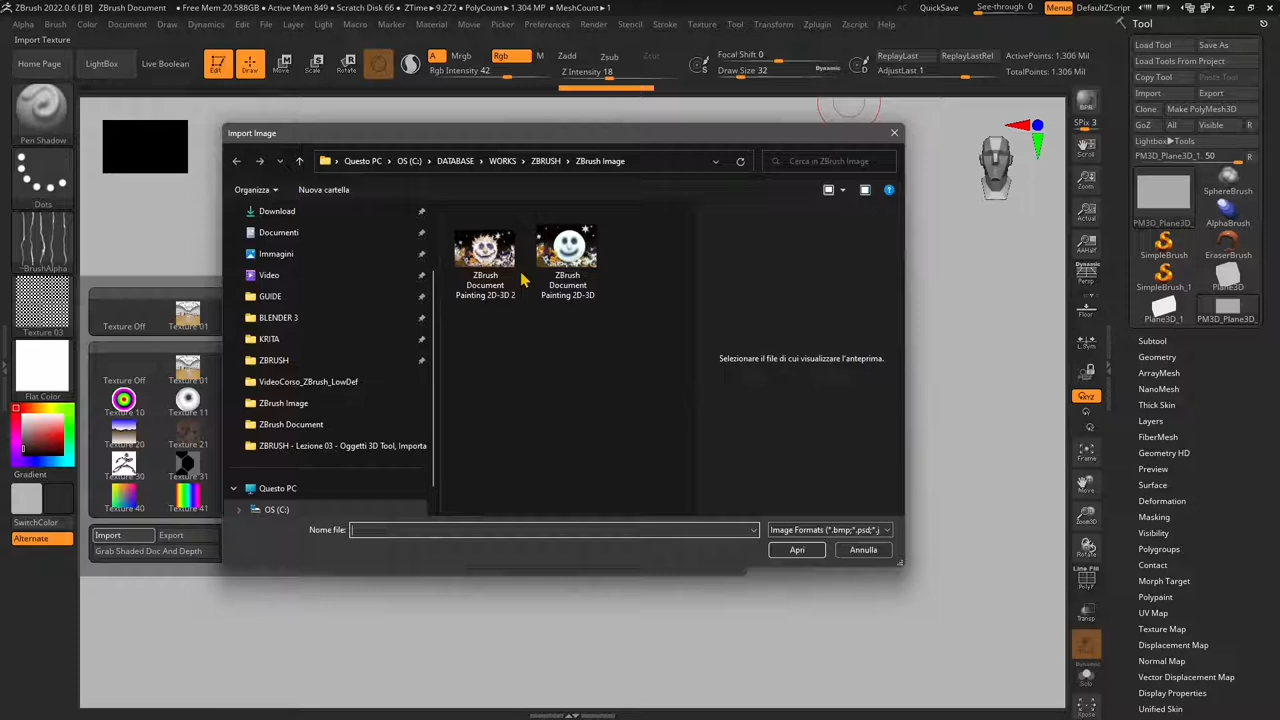 ZBrush 2022.0.6 [J B] ZBrush Document • Free Mem 20.588GB • Active Mem 849 • Scratch Disk 66 • ZTime▸9.272 • PolyCount▸1.304 MP • MeshCount▸1 AC QuickSave See-through 0 Menus DefaultZScript
Alpha Brush Color Document Draw Dynamics Edit File Layer Light Macro Marker Material Movie Picker Preferences Render Stencil Stroke Texture Tool Transform Zplugin Zscript Help
Import Texture
Home Page LightBox Live Boolean Edit Draw Move Scale Rotate
A Mrgb Rgb M Zadd Zsub Zcut
Rgb Intensity 42 Z Intensity 18
Focal Shift 0
Draw Size 32 Dynamic
S D
ReplayLast ReplayLastRel
AdjustLast 1
ActivePoints: 1.306 Mil
TotalPoints: 1.306 Mil
Pen Shadow
Dots
~BrushAlpha
Texture 03
Flat Color
Gradient
SwitchColor
Alternate
Texture Off Texture 01
Texture Off Texture 01
Texture 10 Texture 11
Texture 20 Texture 21
Texture 30 Texture 31
Texture 40 Texture 41
Import Export
Grab Shaded Doc And Depth
Import Image
Questo PC OS (C:) DATABASE WORKS ZBRUSH ZBrush Image
Cerca in ZBrush Image
Organizza Nuova cartella
Download
Documenti
Immagini
Video
GUIDE
BLENDER 3
KRITA
ZBRUSH
VideoCorso_ZBrush_LowDef
ZBrush Image
ZBrush Document
ZBRUSH - Lezione 03 - Oggetti 3D Tool, Importa
Questo PC
OS (C:)
ZBrush
Document
Painting 2D-3D 2
ZBrush
Document
Painting 2D-3D
Selezionare il file di cui visualizzare l'anteprima.
Nome file:
Image Formats (*.bmp;*.psd;*.j
Apri Annulla
BPR
SPix 3
Scroll
Zoom
Actual
AAHalf
Dynamic
Persp
Floor
L.Sym
XYZ
Frame
Move
Zoom3D
Rotate
Line Fill
PolyF
Transp
Dynamic
Solo
Xpose
Tool
Load Tool Save As
Load Tools From Project
Copy Tool Paste Tool
Import Export
Clone Make PolyMesh3D
GoZ All Visible R
Lightbox▸Tools
PM3D_Plane3D_1. 50 R
PM3D_Plane3D_ SphereBrush
AlphaBrush
SimpleBrush EraserBrush
SimpleBrush_1 Plane3D
Plane3D_1 PM3D_Plane3D_
Subtool
Geometry
ArrayMesh
NanoMesh
Thick Skin
Layers
FiberMesh
Geometry HD
Preview
Surface
Deformation
Masking
Visibility
Polygroups
Contact
Morph Target
Polypaint
UV Map
Texture Map
Displacement Map
Normal Map
Vector Displacement Map
Display Properties
Unified Skin